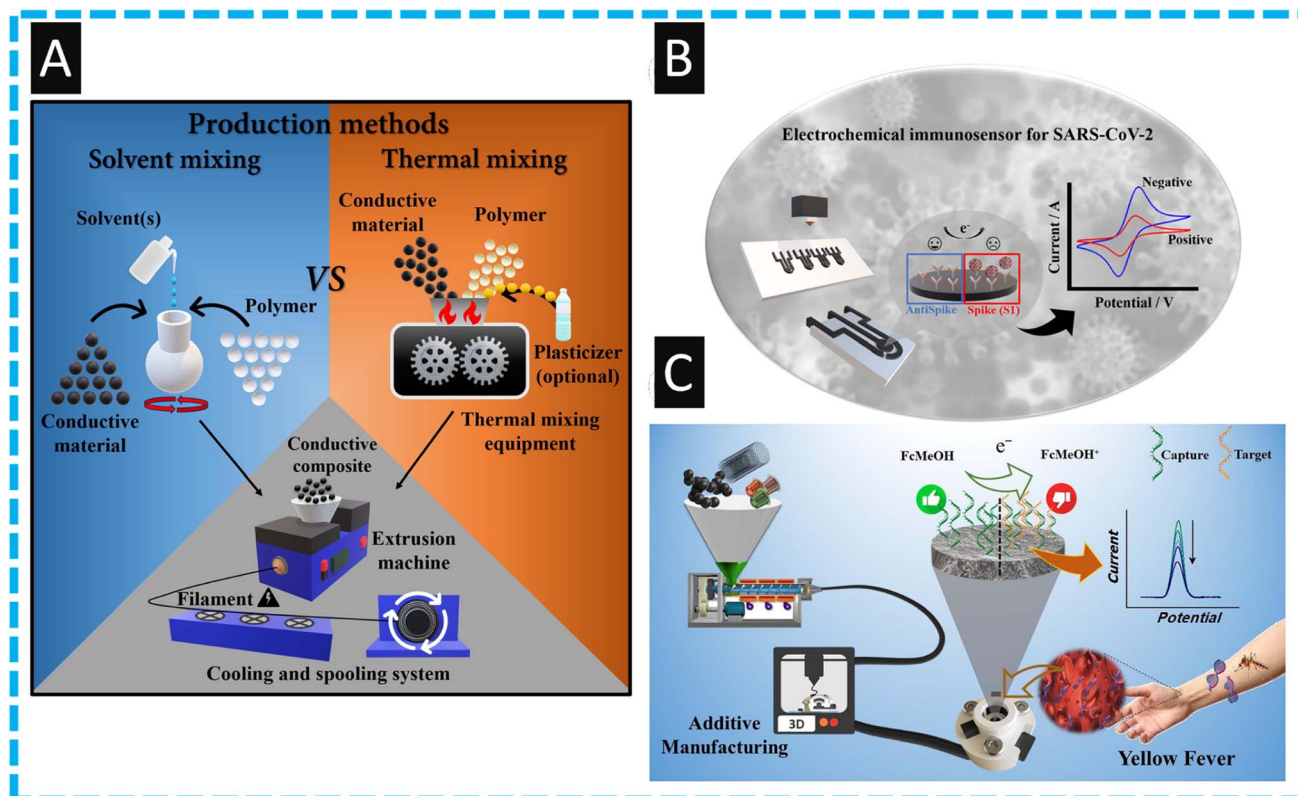 A
Production methods
Solvent mixing
Thermal mixing
Solvent(s)
Conductive
material
Polymer
VS
Polymer
Conductive
material
Plasticizer
(optional)
Thermal mixing
equipment
Conductive
composite
Extrusion
machine
Filament
Cooling and spooling system
B
Electrochemical immunosensor for SARS-CoV-2
e-
AntiSpike
Spike (S1)
Current / A
Negative
Positive
Potential / V
C
FcMeOH
e−
FcMeOH+
Capture
Target
Current
Potential
3D
Additive
Manufacturing
Yellow Fever